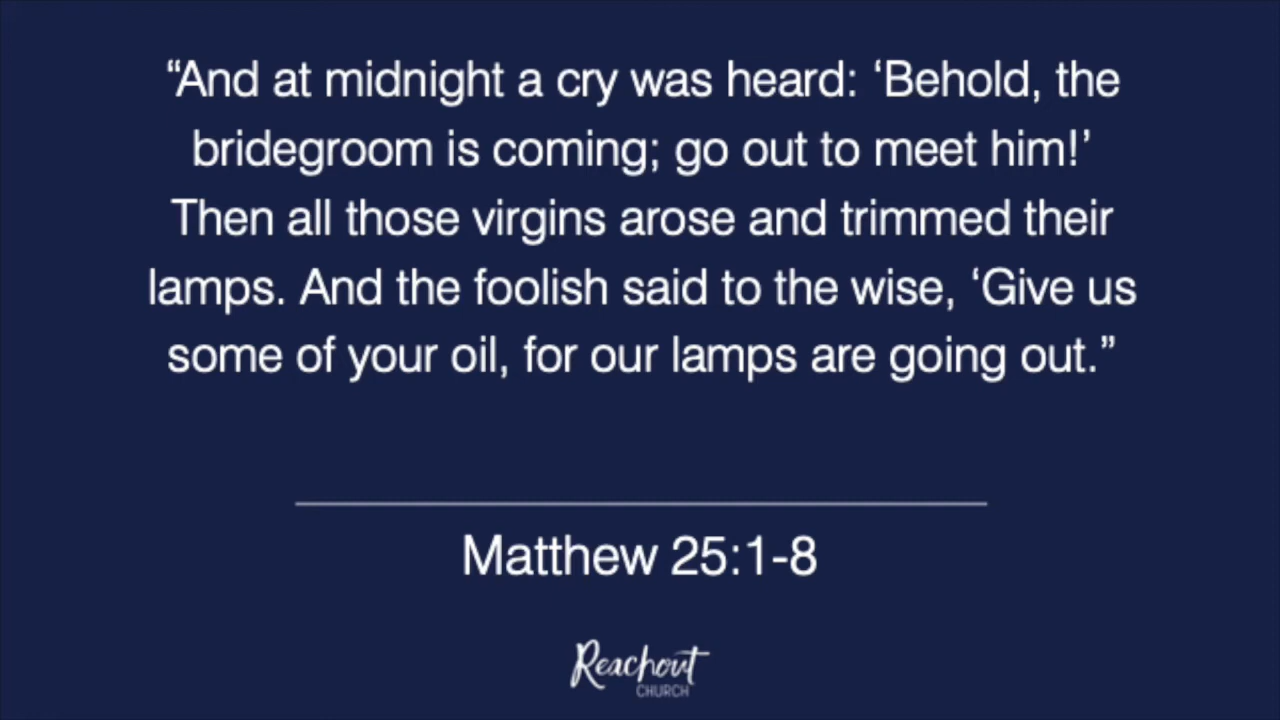 “And at midnight a cry was heard: ‘Behold, the
bridegroom is coming; go out to meet him!’
Then all those virgins arose and trimmed their
lamps. And the foolish said to the wise, ‘Give us
some of your oil, for our lamps are going out.”
Matthew 25:1-8
Reachout
CHURCH